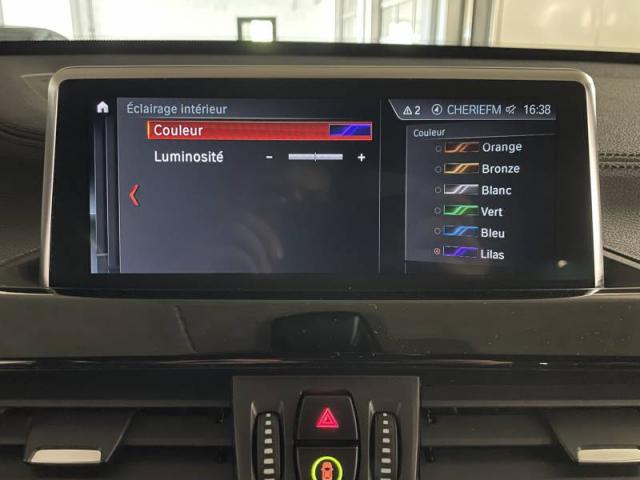 Éclairage intérieur
Couleur
Luminosité - +
2 CHERIEFM 16:38
Couleur
Orange
Bronze
Blanc
Vert
Bleu
Lilas